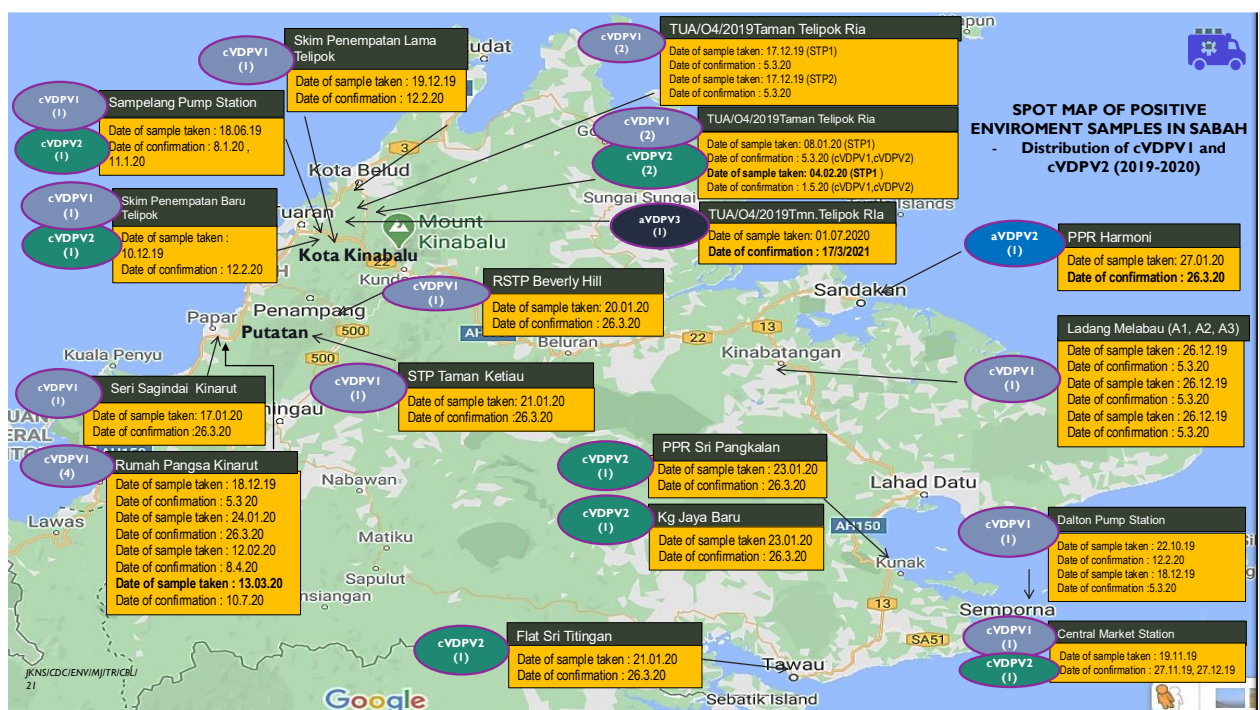 SPOT MAP OF POSITIVE
ENVIROMENT SAMPLES IN SABAH
- Distribution of cVDPV1 and
cVDPV2 (2019-2020)
cVDPV1
(1)
Skim Penempatan Lama
Telipok
Date of sample taken : 19.12.19
Date of confirmation : 12.2.20
cVDPV1
(2)
TUA/O4/2019Taman Telipok Ria
Date of sample taken: 17.12.19 (STP1)
Date of confirmation : 5.3.20
Date of sample taken: 17.12.19 (STP2)
Date of confirmation : 5.3.20
cVDPV1
(1)
cVDPV2
(1)
Sampelang Pump Station
Date of sample taken : 18.06.19
Date of confirmation : 8.1.20 ,
11.1.20
cVDPV1
(2)
cVDPV2
(2)
TUA/O4/2019Taman Telipok Ria
Date of sample taken: 08.01.20 (STP1)
Date of confirmation : 5.3.20 (cVDPV1,cVDPV2)
Date of sample taken: 04.02.20 (STP1 )
Date of confirmation : 1.5.20 (cVDPV1,cVDPV2)
cVDPV1
(1)
cVDPV2
(1)
Skim Penempatan Baru
Telipok
Date of sample taken :
10.12.19
Date of confirmation : 12.2.20
aVDPV3
(1)
TUA/O4/2019Tmn.Telipok RIa
Date of sample taken: 01.07.2020
Date of confirmation : 17/3/2021
aVDPV2
(1)
PPR Harmoni
Date of sample taken: 27.01.20
Date of confirmation : 26.3.20
cVDPV1
(1)
RSTP Beverly Hill
Date of sample taken: 20.01.20
Date of confirmation : 26.3.20
cVDPV1
(1)
Ladang Melabau (A1, A2, A3)
Date of sample taken : 26.12.19
Date of confirmation : 5.3.20
Date of sample taken : 26.12.19
Date of confirmation : 5.3.20
Date of sample taken : 26.12.19
Date of confirmation : 5.3.20
cVDPV1
(1)
STP Taman Ketiau
Date of sample taken: 21.01.20
Date of confirmation :26.3.20
cVDPV1
(1)
Seri Sagindai Kinarut
Date of sample taken: 17.01.20
Date of confirmation :26.3.20
cVDPV1
(4)
Rumah Pangsa Kinarut
Date of sample taken : 18.12.19
Date of confirmation : 5.3 .20
Date of sample taken : 24.01.20
Date of confirmation : 26.3.20
Date of sample taken : 12.02.20
Date of confirmation : 8.4.20
Date of sample taken : 13.03.20
Date of confirmation : 10.7.20
cVDPV2
(1)
PPR Sri Pangkalan
Date of sample taken : 23.01.20
Date of confirmation : 26.3.20
cVDPV2
(1)
Kg Jaya Baru
Date of sample taken 23.01.20
Date of confirmation : 26.3.20
cVDPV1
(1)
Dalton Pump Station
Date of sample taken : 22.10.19
Date of confirmation : 12.2.20
Date of sample taken : 18.12.19
Date of confirmation :5.3.20
cVDPV1
(1)
cVDPV2
(1)
Central Market Station
Date of sample taken : 19.11.19
Date of confirmation : 27.11.19, 27.12.19
cVDPV2
(1)
Flat Sri Titingan
Date of sample taken : 21.01.20
Date of confirmation : 26.3.20
udat
3
Kota Belud
Tuaran
Mount
Kinabalu
Kota Kinabalu
22
Sungai Sungai
Islands
Penampang
Papar
Putatan
500
500
Kuala Penyu
Beluran
22
13
Sandakan
Kinabatangan
Nabawan
Lawas
Matiku
Sapulut
Lahad Datu
AH150
Kunak
13
Semporna
SA51
Tawau
Sebatik Island
JKNS/CDC/ENV/MJ/TR/CBL/
21
Google